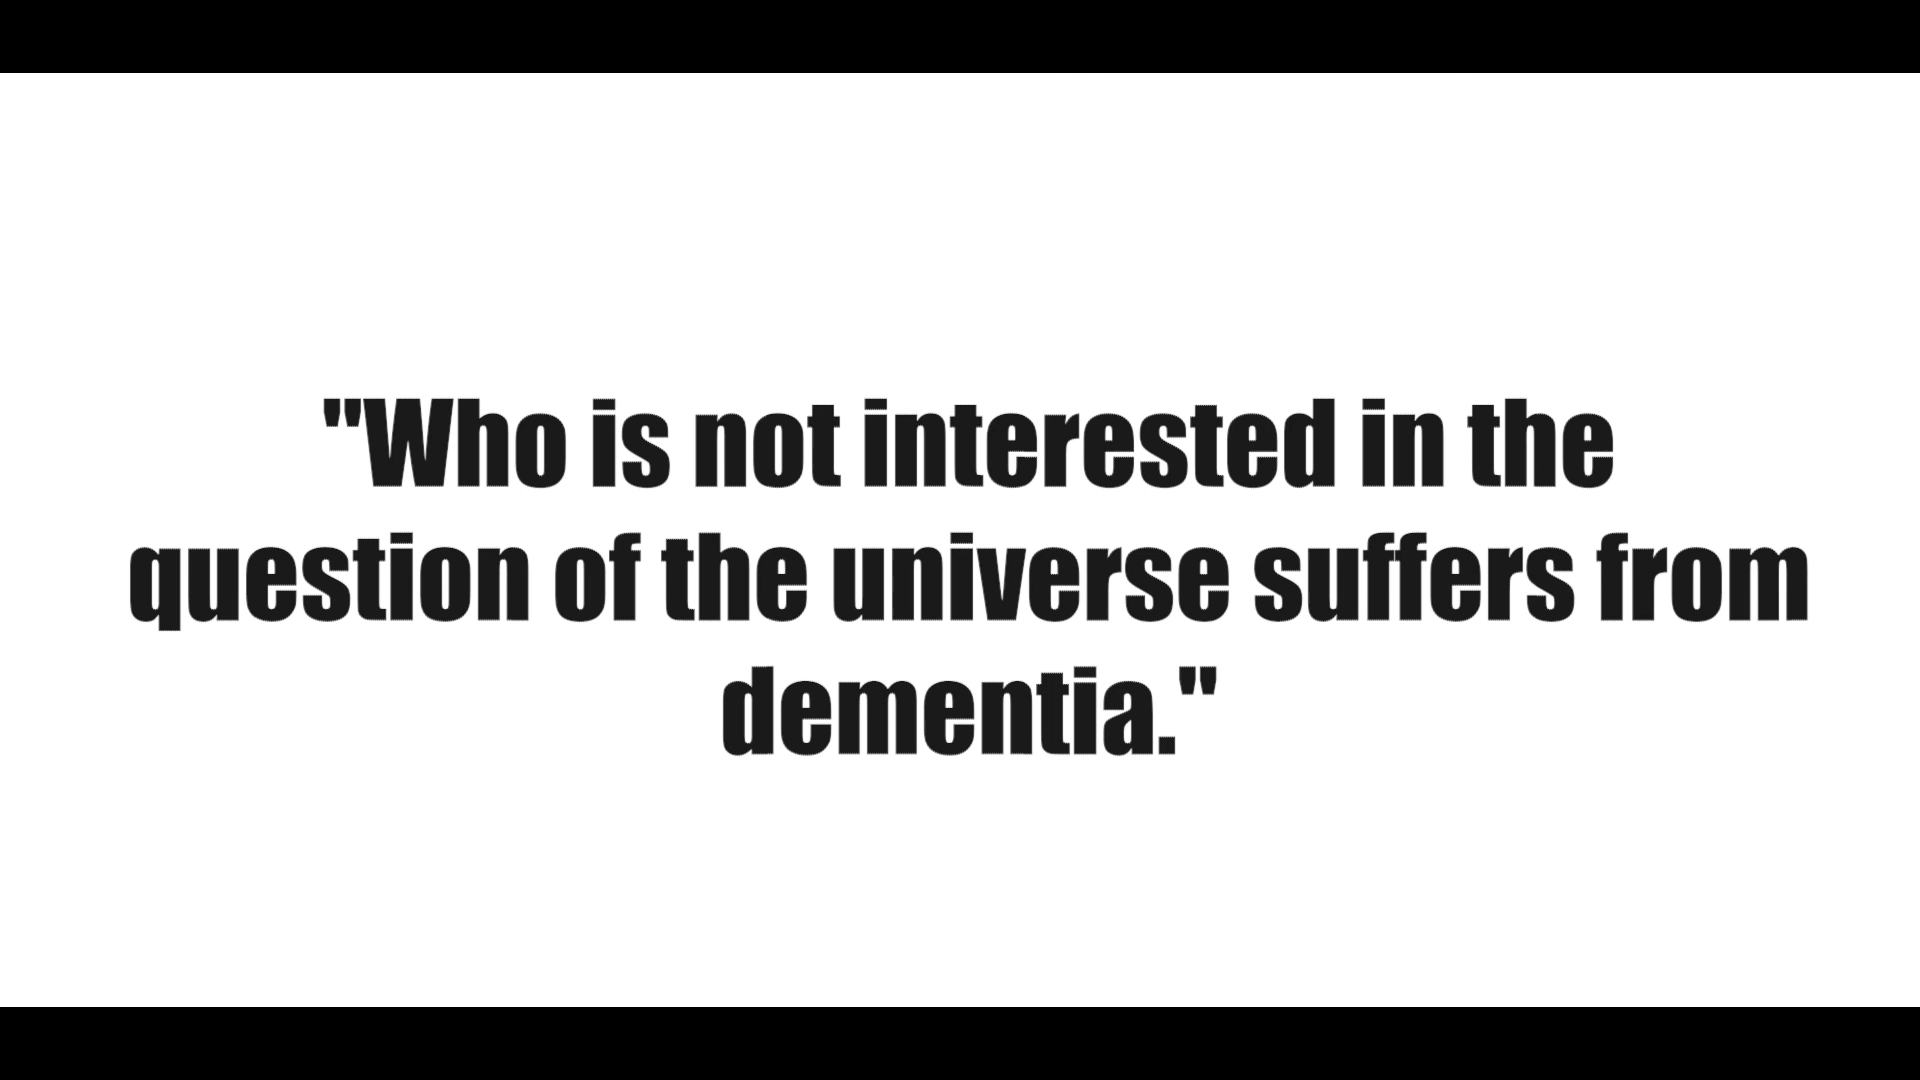 "Who is not interested in the
question of the universe suffers from
dementia."